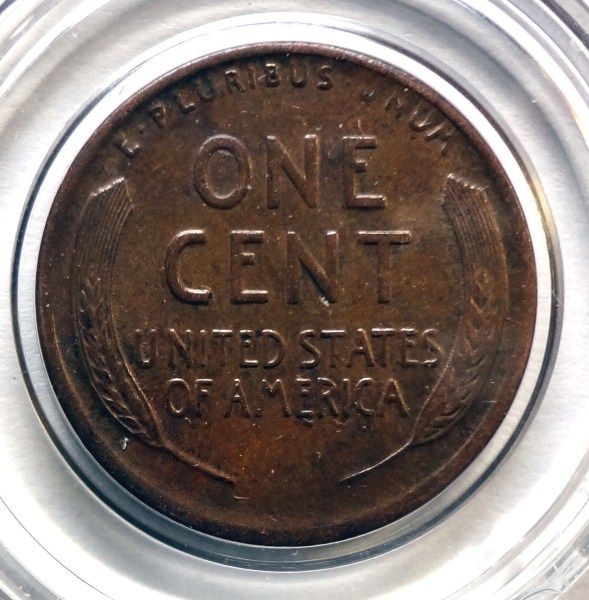 E·PLURIBUS·UNUM
ONE
CENT
UNITED STATES
OF AMERICA